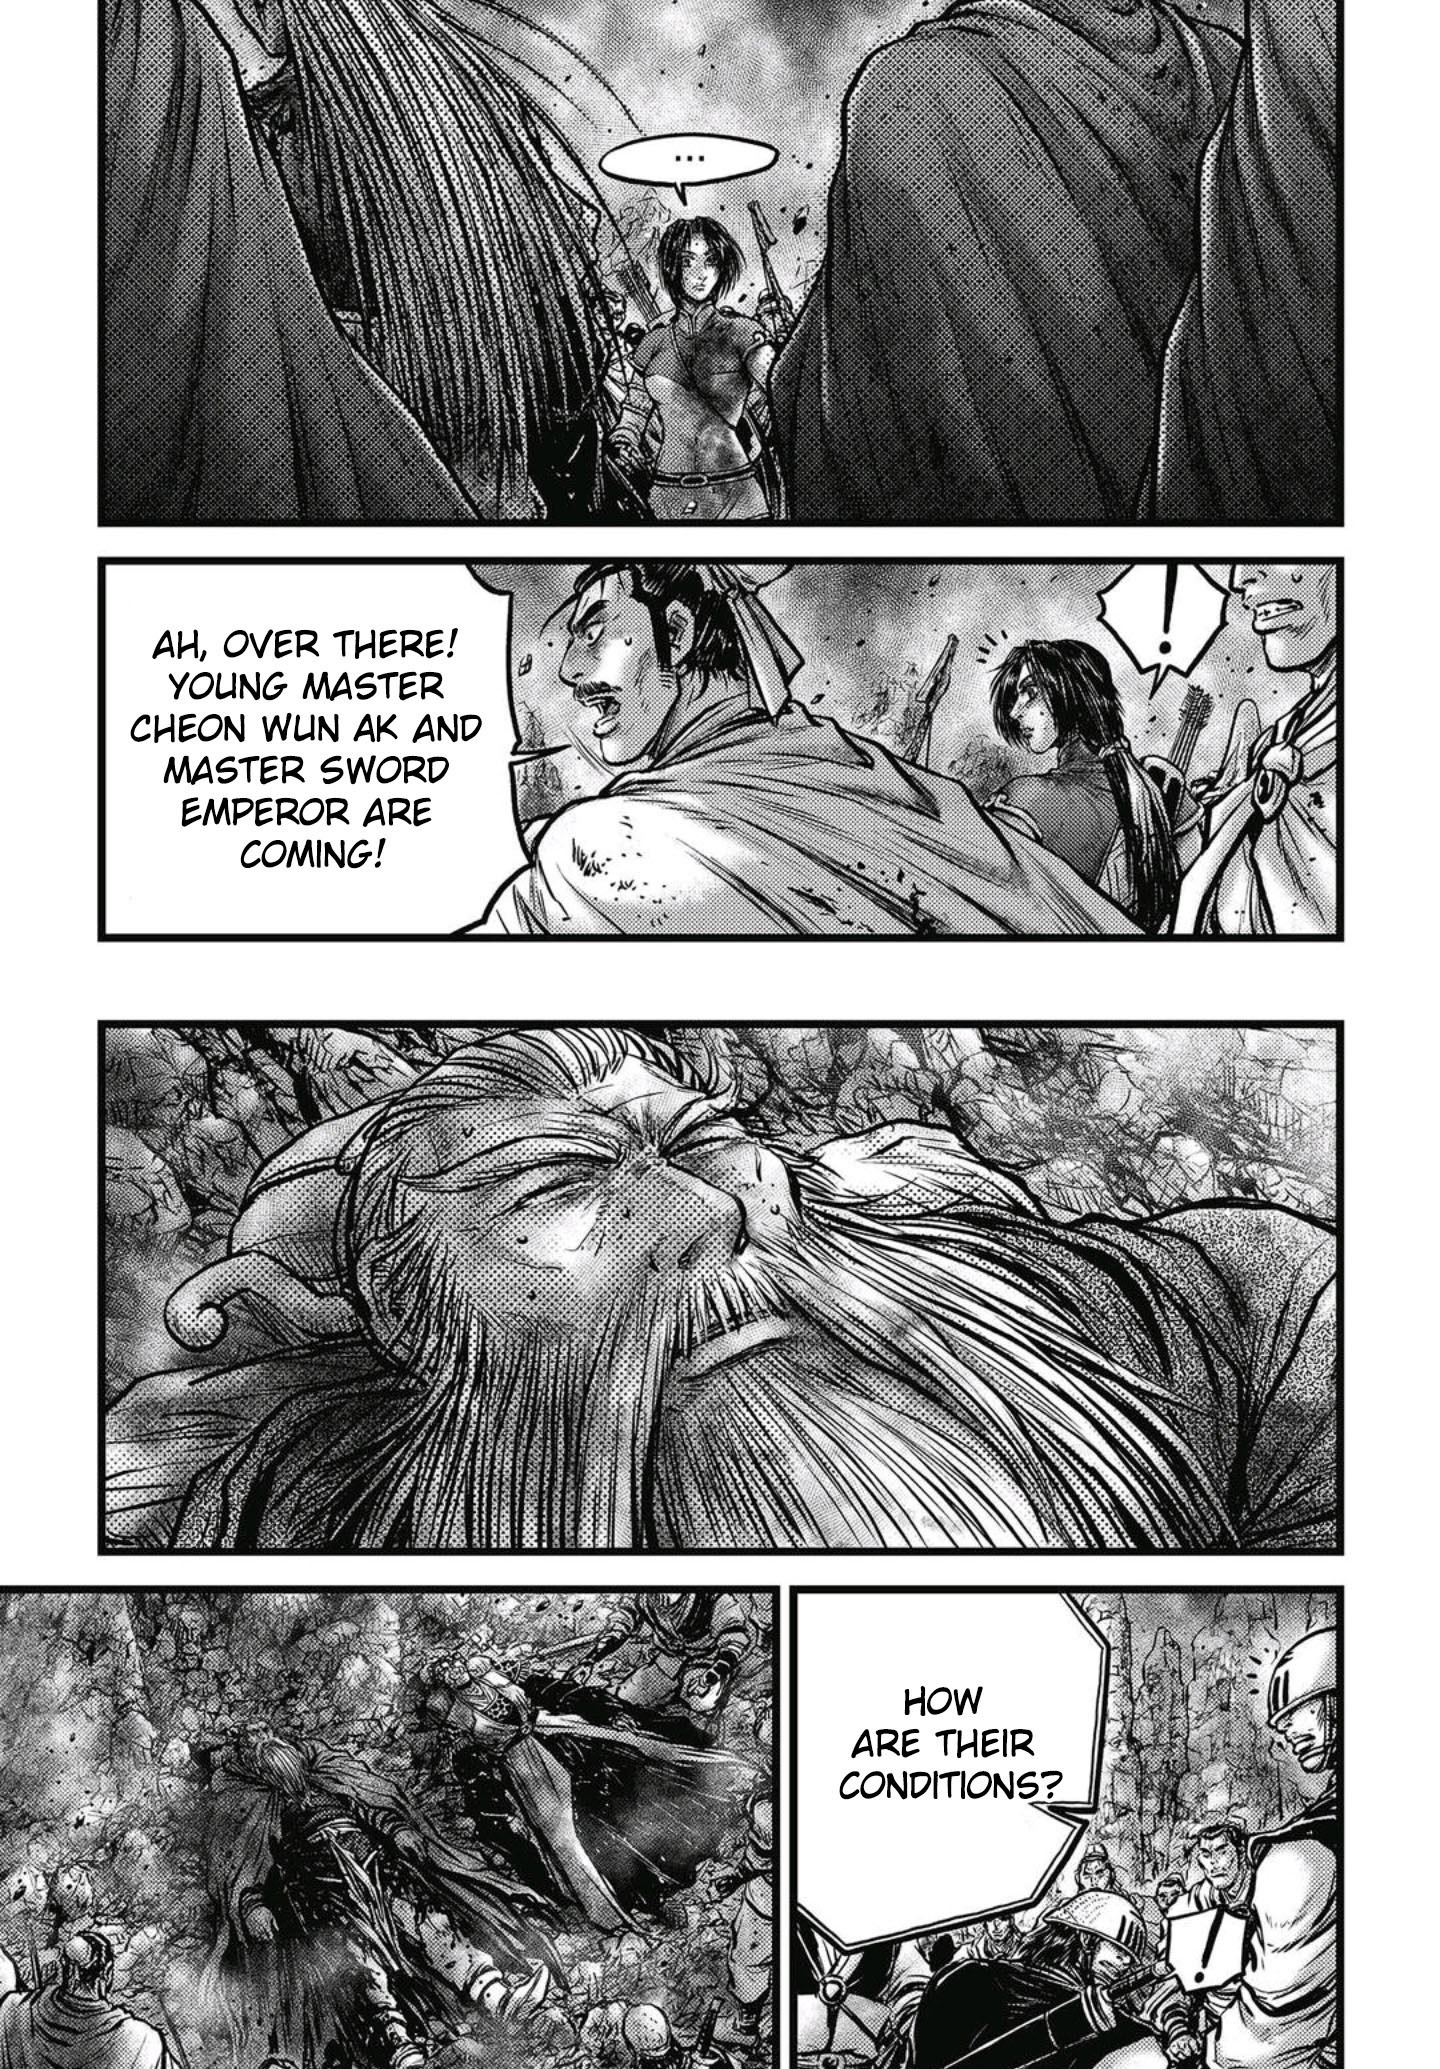 ...
!
AH, OVER THERE!
YOUNG MASTER
CHEON WUN AK AND
MASTER SWORD
EMPEROR ARE
COMING!
HOW
ARE THEIR
CONDITIONS?
!